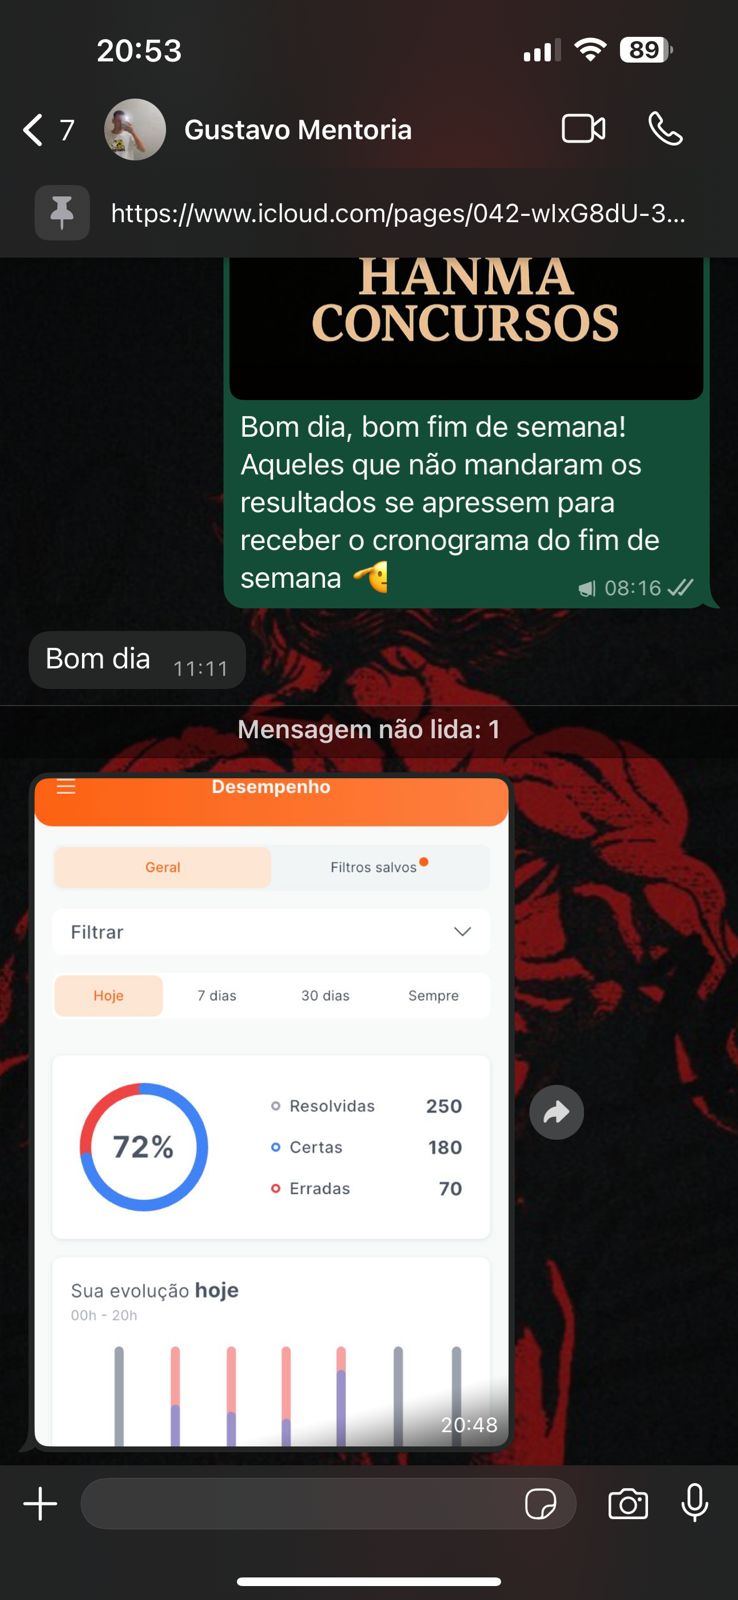 20:53
89
7
Gustavo Mentoria
https://www.icloud.com/pages/042-wIxG8dU-3...
HANMA
CONCURSOS
Bom dia, bom fim de semana!
Aqueles que não mandaram os
resultados se apressem para
receber o cronograma do fim de
semana
08:16
Bom dia
11:11
Mensagem não lida: 1
Desempenho
Geral
Filtros salvos
Filtrar
Hoje
7 dias
30 dias
Sempre
72%
Resolvidas 250
Certas 180
Erradas 70
Sua evolução hoje
00h - 20h
20:48